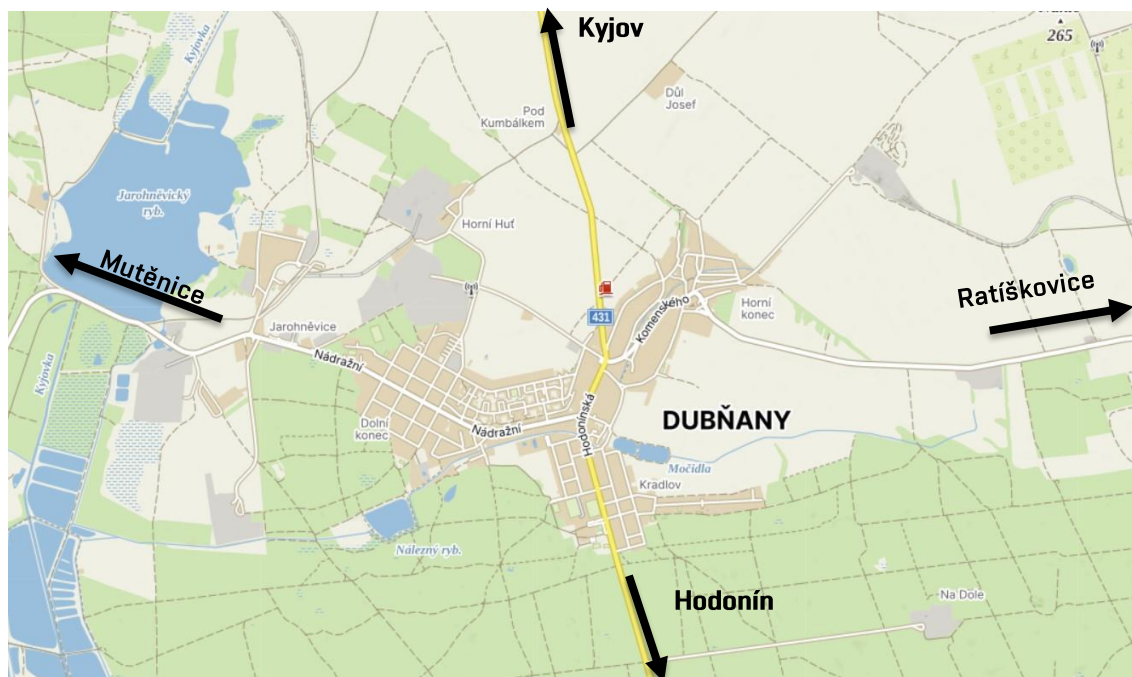 Kyjov
265
Kyjovka
Důl
Josef
Pod
Kumbálkem
Jarohněvický
ryb.
Horní Huť
Mutěnice
Ratíškovice
431
Komenského
Horní
konec
Jarohněvice
Nádražní
Kyjovka
Hodonínská
DUBŇANY
Dolní
konec
Nádražní
Močidla
Kradlov
Nálezný ryb.
Hodonín
Na Dole